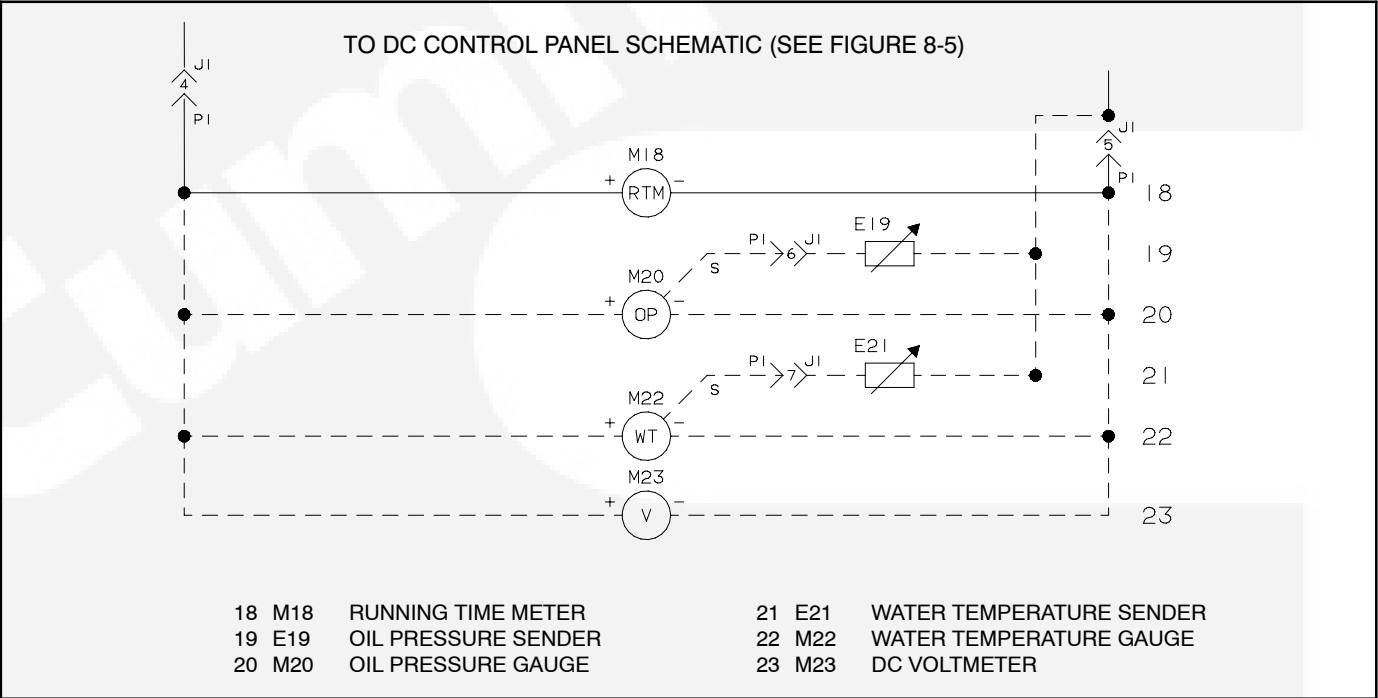 TO DC CONTROL PANEL SCHEMATIC (SEE FIGURE 8-5)
J1
4
P1
J1
5
P1
M18
+ RTM -
18
E19
P1 6 J1
S
19
M20
+ OP -
20
E21
P1 7 J1
S
21
M22
+ WT -
22
M23
+ V -
23
18 M18 RUNNING TIME METER
19 E19 OIL PRESSURE SENDER
20 M20 OIL PRESSURE GAUGE
21 E21 WATER TEMPERATURE SENDER
22 M22 WATER TEMPERATURE GAUGE
23 M23 DC VOLTMETER